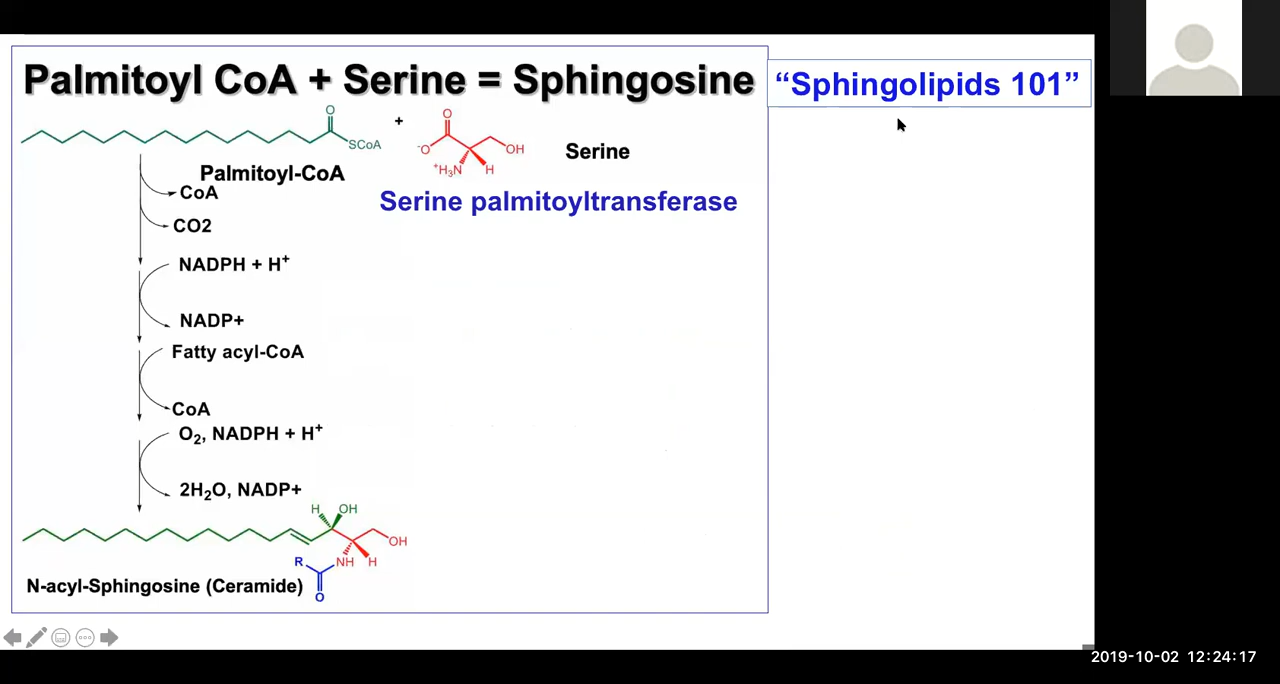 Palmitoyl CoA + Serine = Sphingosine
“Sphingolipids 101”
O
SCoA
+
O
-O
OH
+H3N
H
Serine
Palmitoyl-CoA
Serine palmitoyltransferase
CoA
CO2
NADPH + H+
NADP+
Fatty acyl-CoA
CoA
O2, NADPH + H+
2H2O, NADP+
H
OH
OH
R
NH
H
O
N-acyl-Sphingosine (Ceramide)
2019-10-02 12:24:17